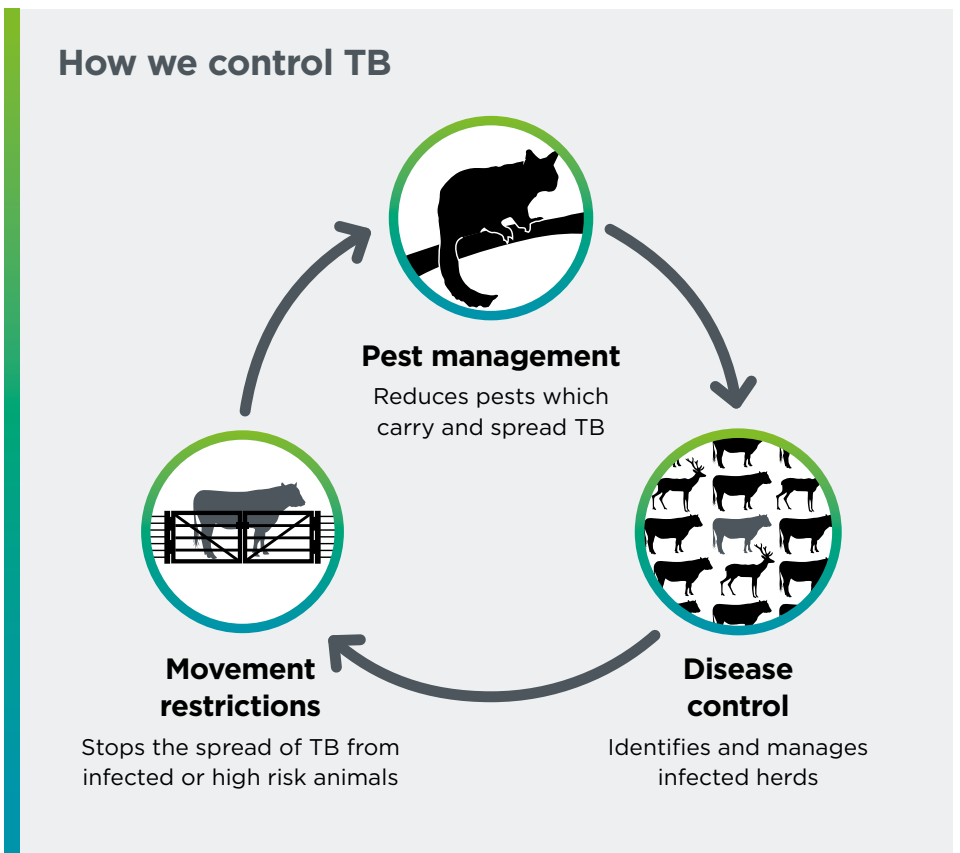 How we control TB
Pest management
Reduces pests which
carry and spread TB
Movement
restrictions
Stops the spread of TB from
infected or high risk animals
Disease
control
Identifies and manages
infected herds